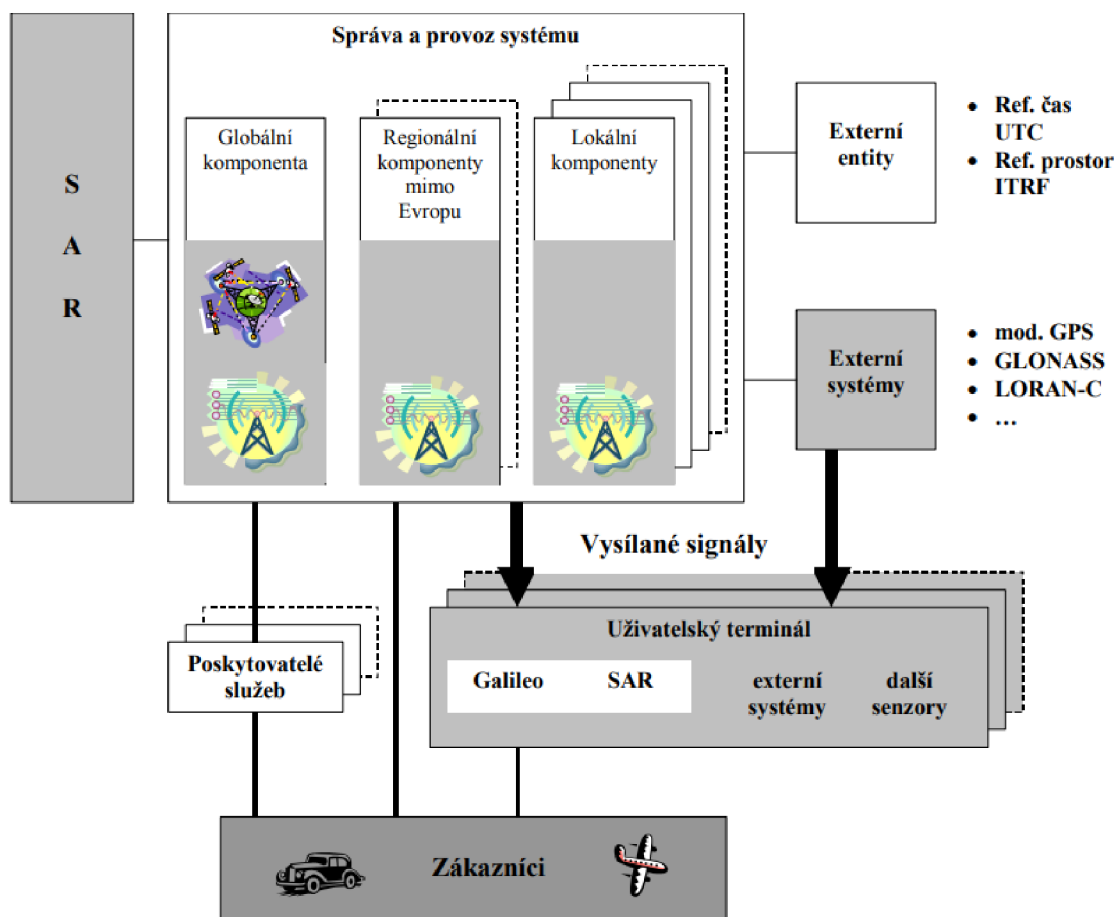 Správa a provoz systému
S
A
R
Globální
komponenta
Regionální
komponenty
mimo
Evropu
Lokální
komponenty
Externí
entity
• Ref. čas
UTC
• Ref. prostor
ITRF
Externí
systémy
• mod. GPS
• GLONASS
• LORAN-C
• …
Vysílané signály
Uživatelský terminál
Galileo
SAR
externí
systémy
další
senzory
Poskytovatelé
služeb
Zákazníci